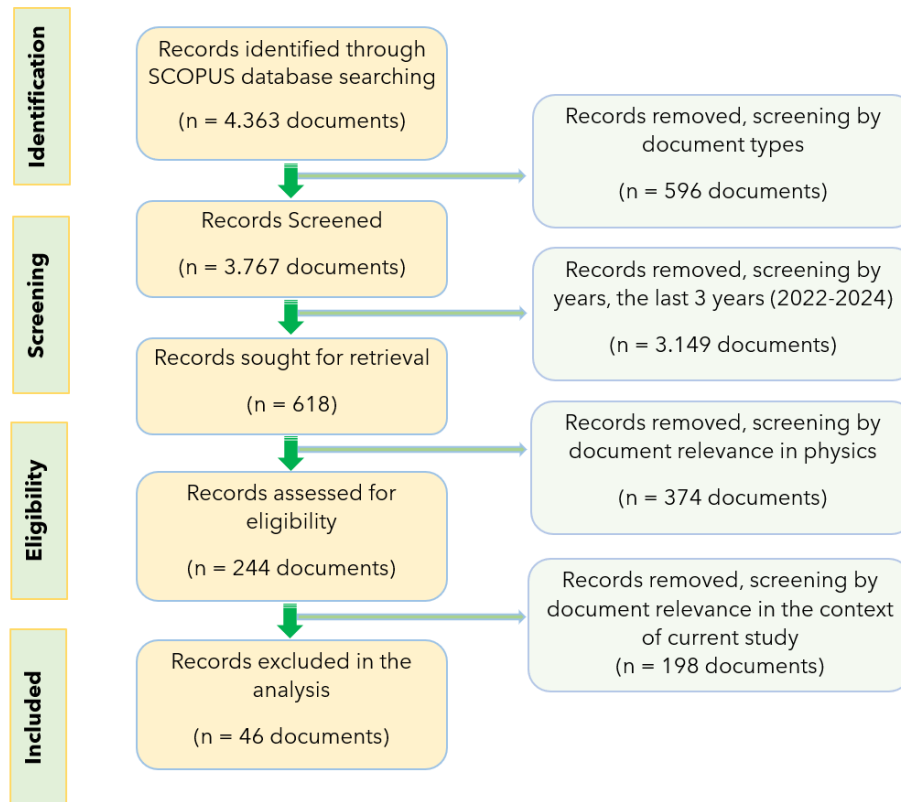 Identification
Records identified through
SCOPUS database searching
(n = 4.363 documents)
Records removed, screening by
document types
(n = 596 documents)
Screening
Records Screened
(n = 3.767 documents)
Records removed, screening by
years, the last 3 years (2022-2024)
(n = 3.149 documents)
Records sought for retrieval
(n = 618)
Eligibility
Records removed, screening by
document relevance in physics
(n = 374 documents)
Records assessed for
eligibility
(n = 244 documents)
Records removed, screening by
document relevance in the context
of current study
(n = 198 documents)
Included
Records excluded in the
analysis
(n = 46 documents)